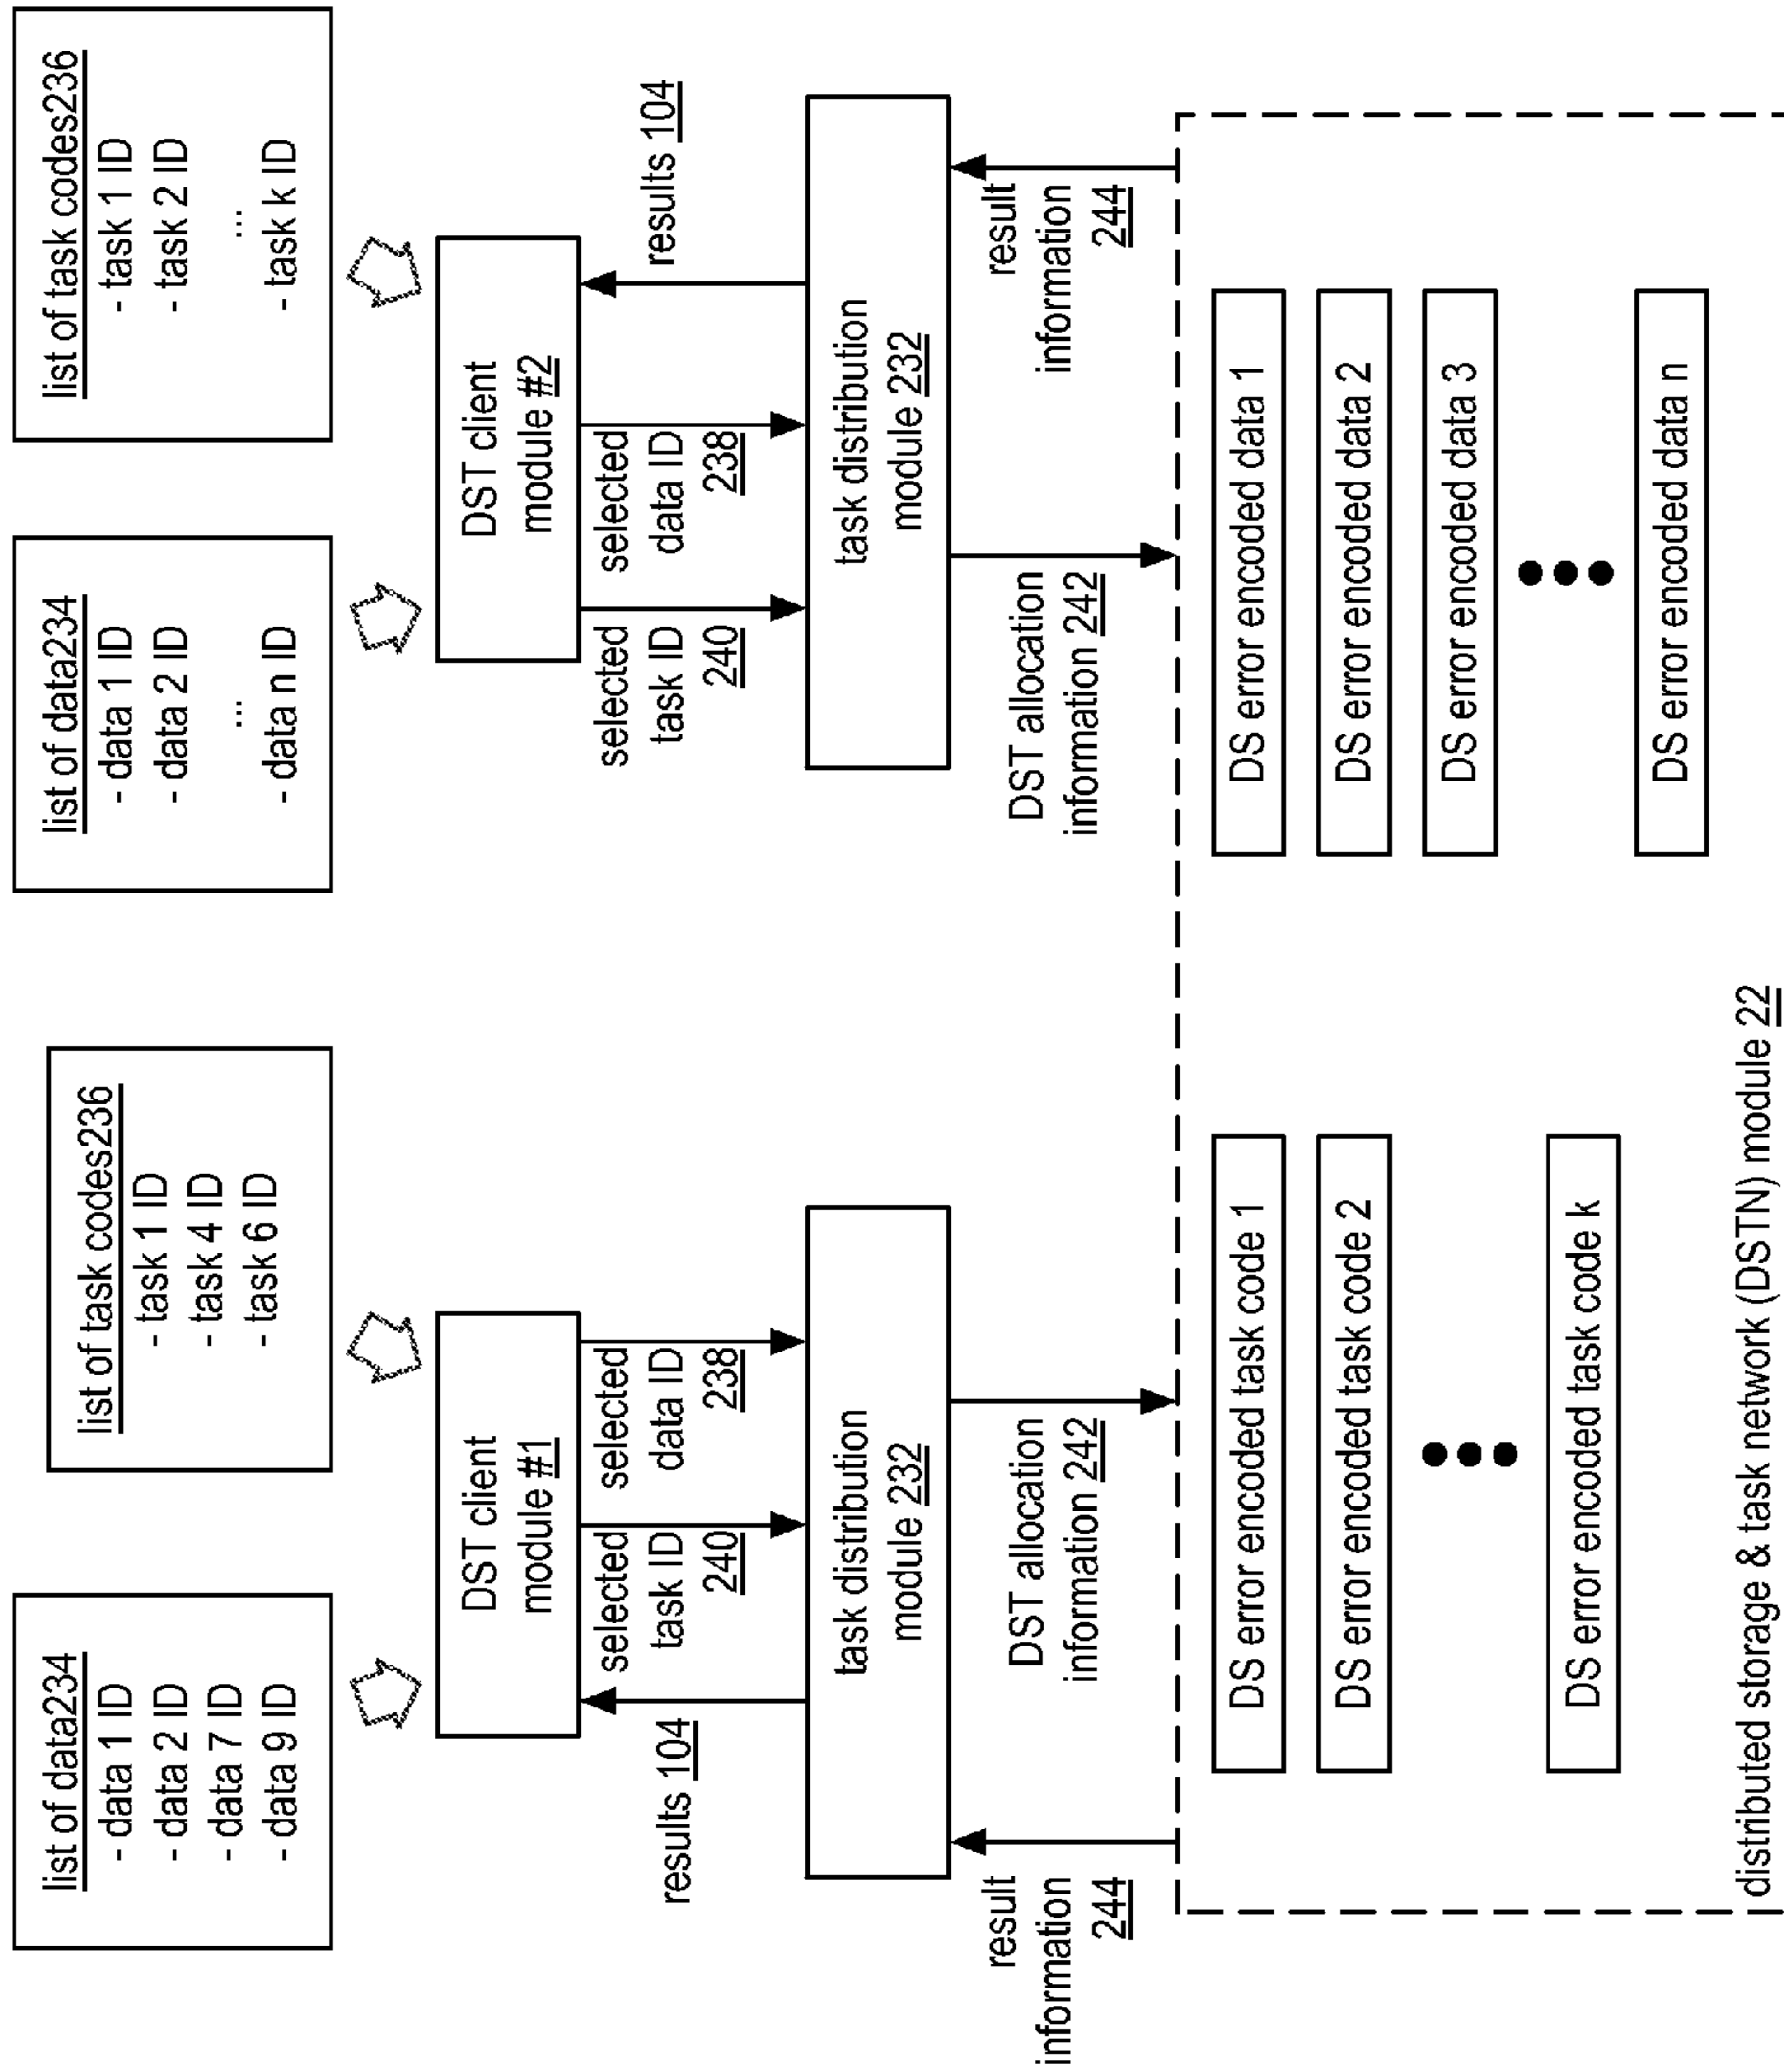 list of data234
- data 1 ID
- data 2 ID
- data 7 ID
- data 9 ID
list of task codes236
- task 1 ID
- task 4 ID
- task 6 ID
list of data234
- data 1 ID
- data 2 ID
...
- data n ID
list of task codes236
- task 1 ID
- task 2 ID
...
- task k ID
DST client
module #1
DST client
module #2
results 104
selected
task ID
240
selected
data ID
238
selected
task ID
240
selected
data ID
238
results 104
task distribution
module 232
task distribution
module 232
result
information
244
DST allocation
information 242
DST allocation
information 242
result
information
244
DS error encoded task code 1
DS error encoded task code 2
DS error encoded task code k
DS error encoded data 1
DS error encoded data 2
DS error encoded data 3
DS error encoded data n
distributed storage & task network (DSTN) module 22